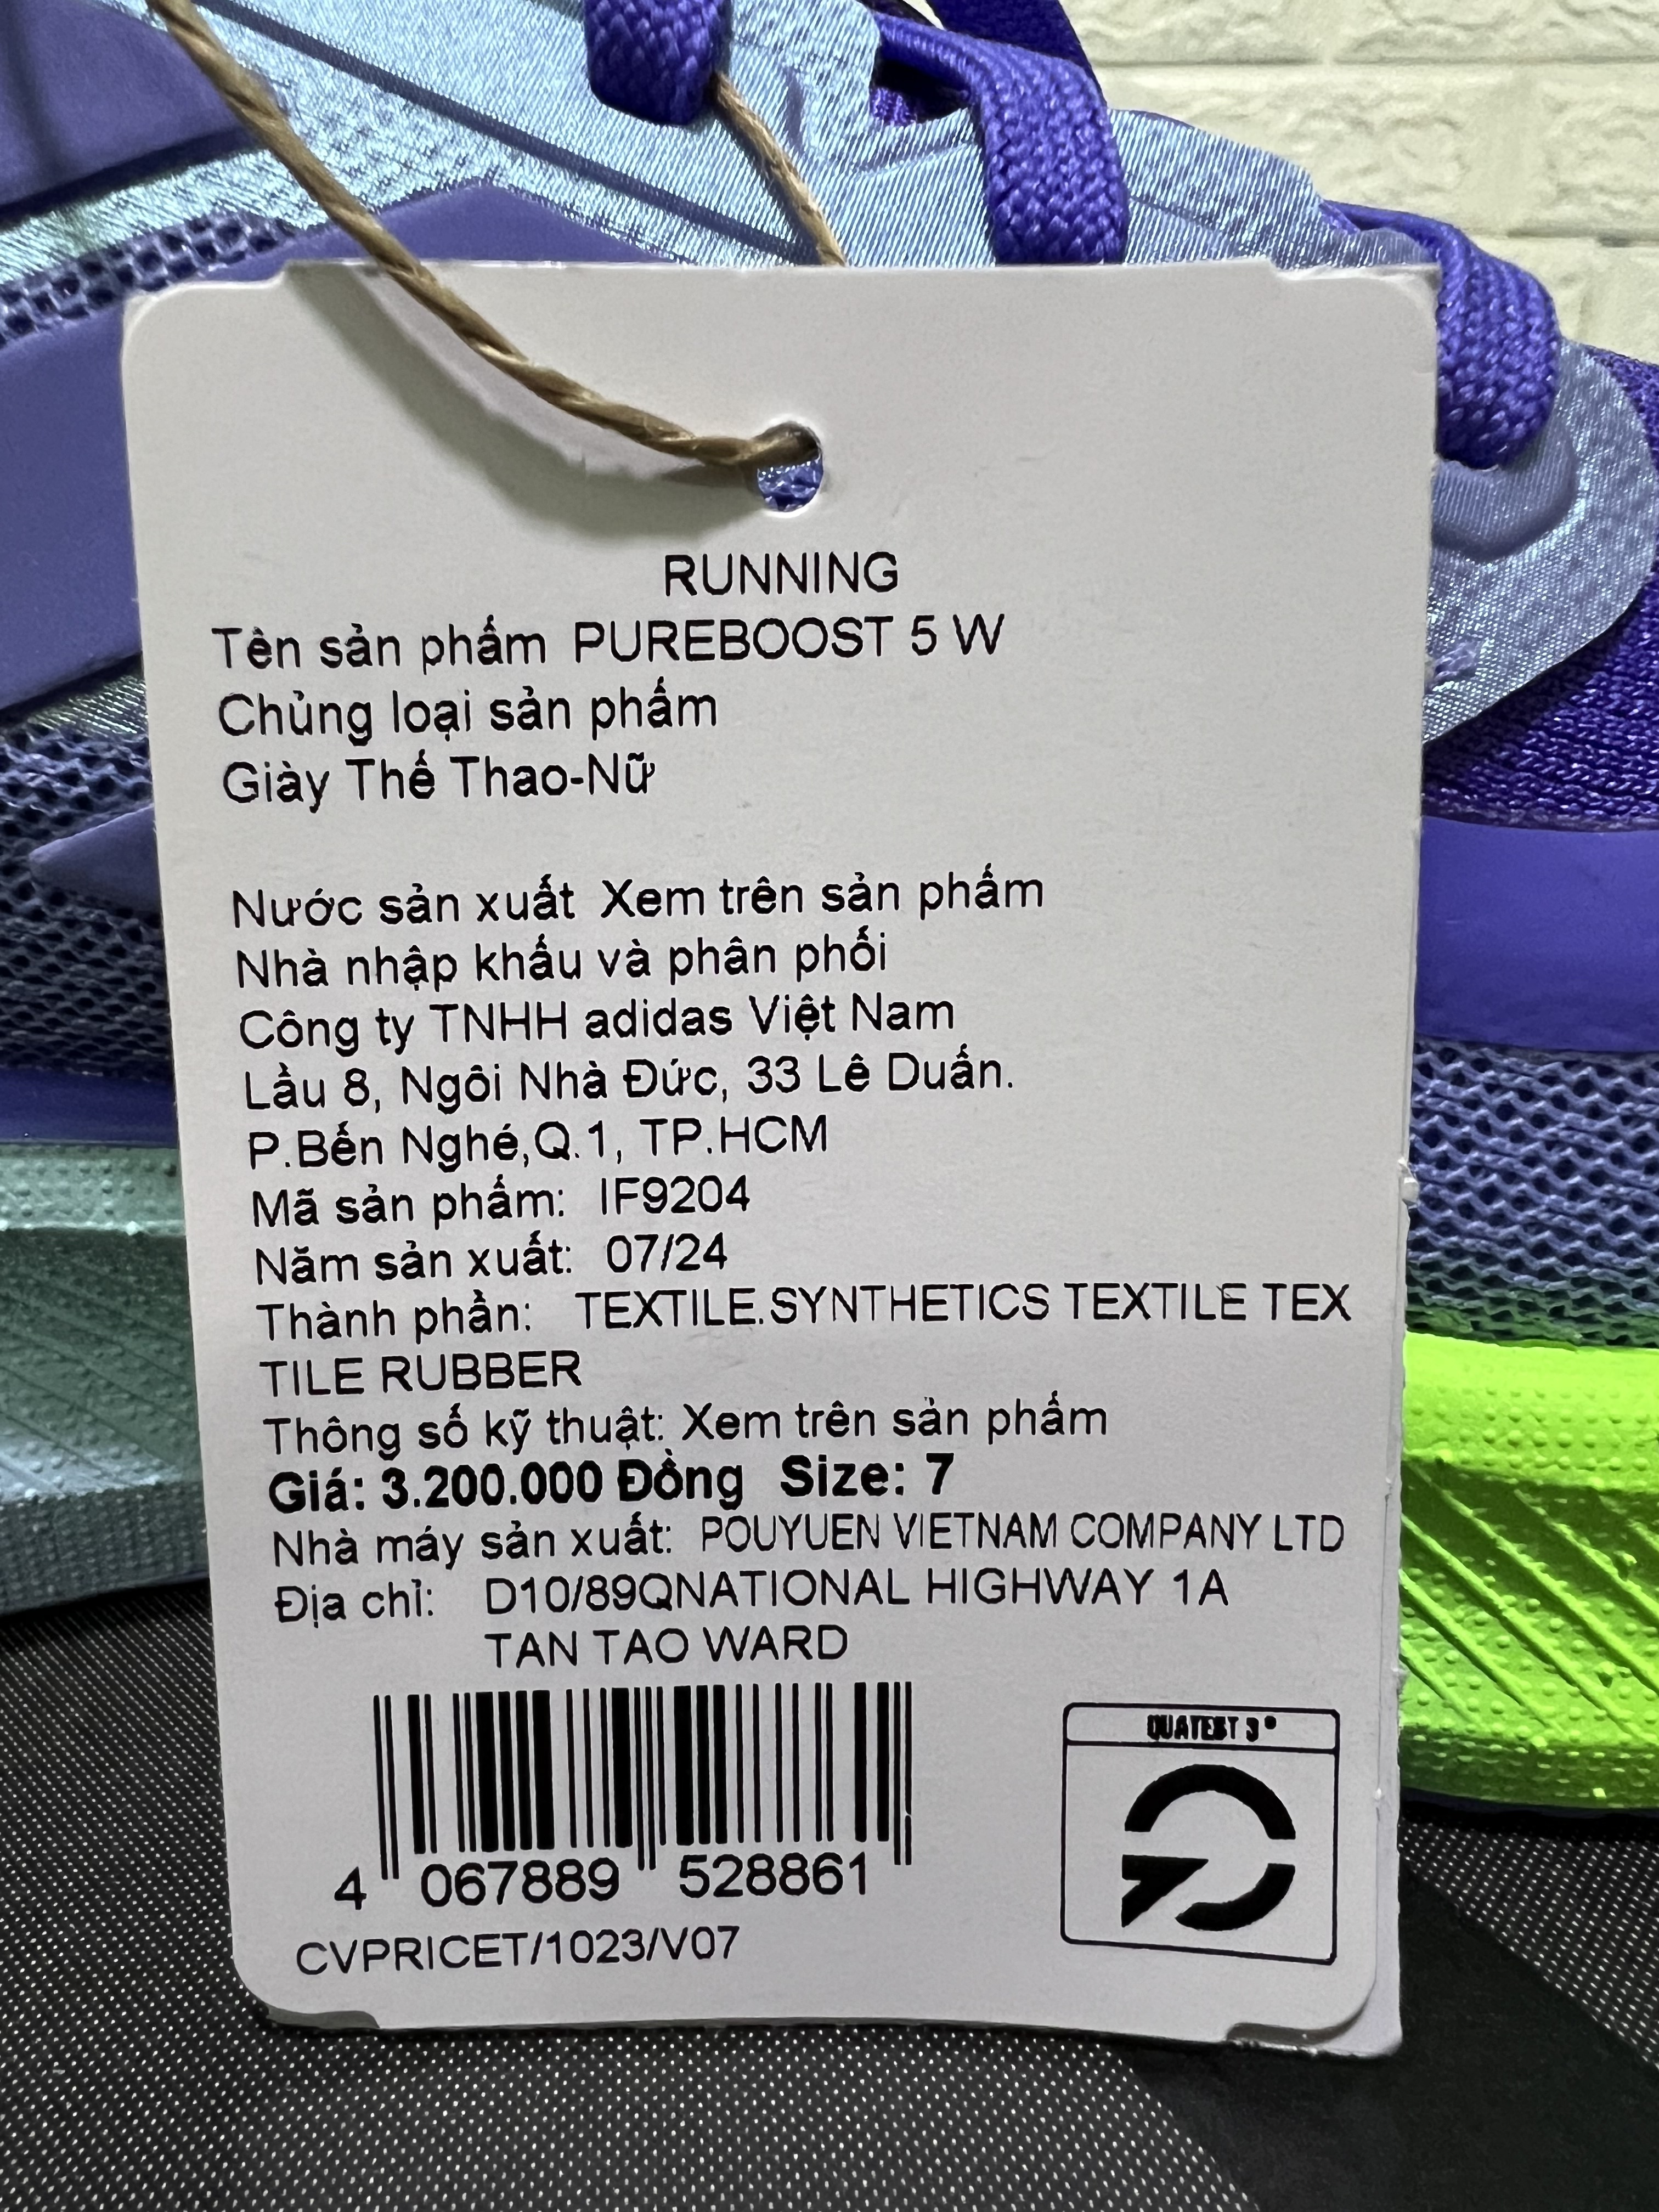 RUNNING
Tên sản phẩm PUREBOOST 5 W
Chủng loại sản phẩm
Giày Thể Thao-Nữ
Nước sản xuất Xem trên sản phẩm
Nhà nhập khẩu và phân phối
Công ty TNHH adidas Việt Nam
Lầu 8, Ngôi Nhà Đức, 33 Lê Duẩn.
P.Bến Nghé,Q.1, TP.HCM
Mã sản phẩm: IF9204
Năm sản xuất: 07/24
Thành phần: TEXTILE.SYNTHETICS TEXTILE TEX
TILE RUBBER
Thông số kỹ thuật: Xem trên sản phẩm
Giá: 3.200.000 Đồng Size: 7
Nhà máy sản xuất: POUYUEN VIETNAM COMPANY LTD
Địa chỉ: D10/89QNATIONAL HIGHWAY 1A
TAN TAO WARD
4 067889 528861
QUATEST 3®
CVPRICET/1023/V07